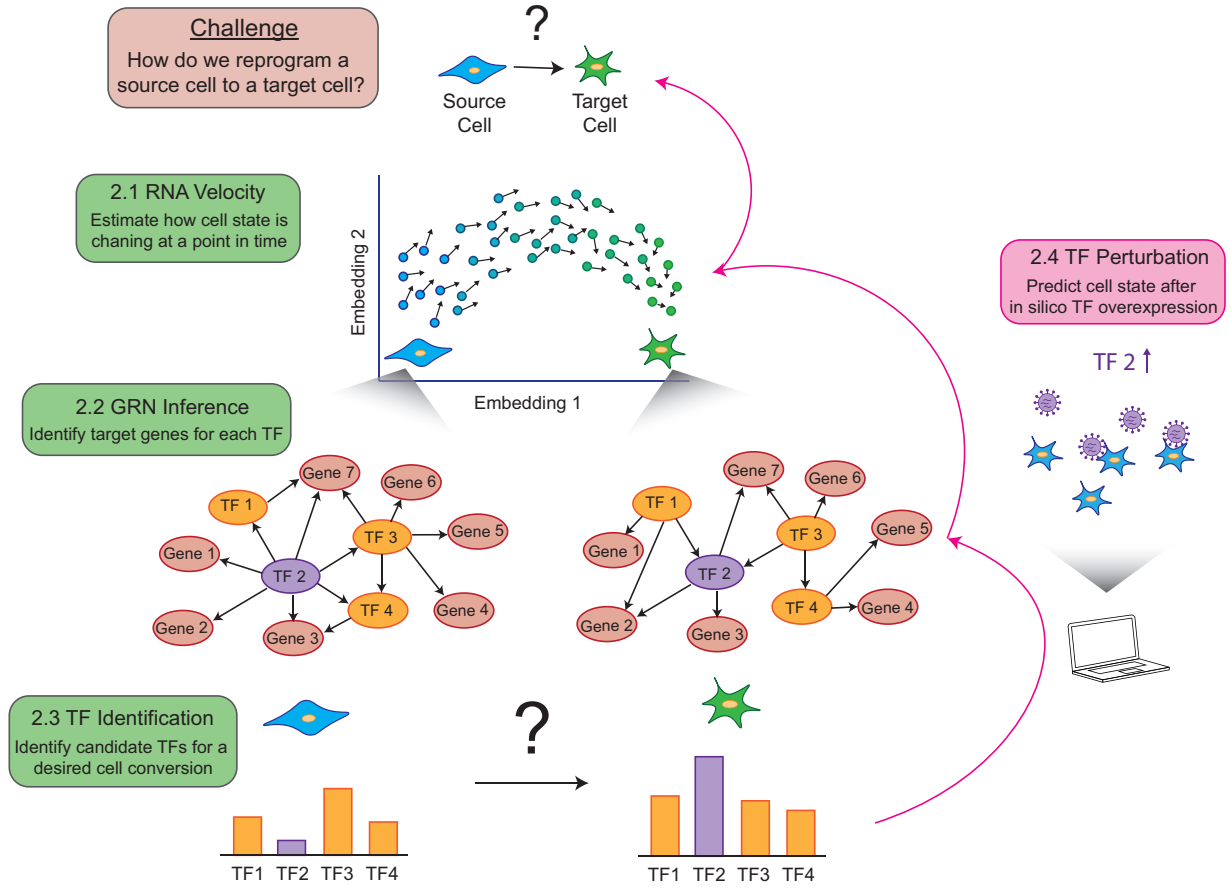 Challenge
How do we reprogram a
source cell to a target cell?
?
Source
Cell
Target
Cell
2.1 RNA Velocity
Estimate how cell state is
chaning at a point in time
Embedding 2
Embedding 1
2.4 TF Perturbation
Predict cell state after
in silico TF overexpression
TF 2
2.2 GRN Inference
Identify target genes for each TF
Gene 7
Gene 6
TF 1
TF 3
Gene 5
Gene 1
TF 2
TF 4
Gene 4
Gene 2
Gene 3
Gene 7
Gene 6
TF 1
TF 3
Gene 5
Gene 1
TF 2
TF 4
Gene 4
Gene 2
Gene 3
2.3 TF Identification
Identify candidate TFs for a
desired cell conversion
?
TF1 TF2 TF3 TF4
TF1 TF2 TF3 TF4